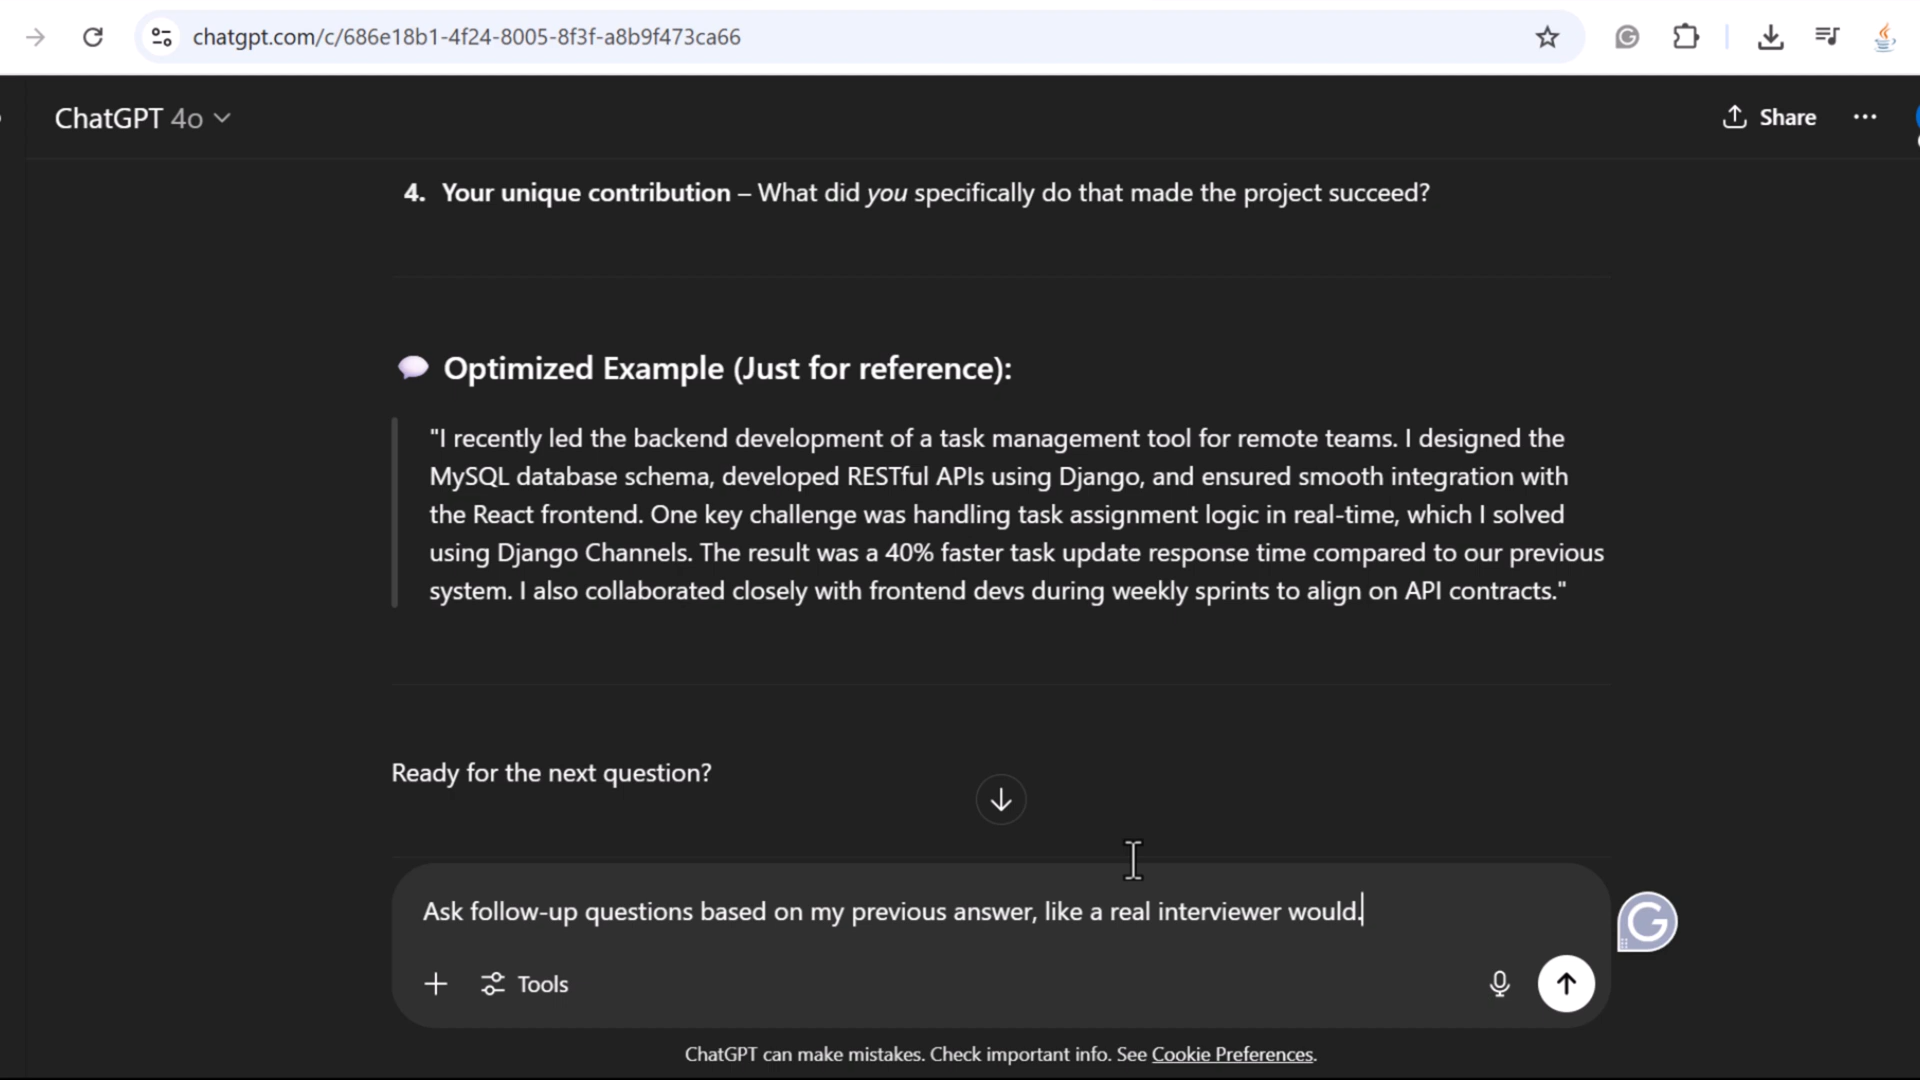 chatgpt.com/c/686e18b1-4f24-8005-8f3f-a8b9f473ca66
ChatGPT 4o
Share
4. Your unique contribution – What did you specifically do that made the project succeed?
Optimized Example (Just for reference):
"I recently led the backend development of a task management tool for remote teams. I designed the
MySQL database schema, developed RESTful APIs using Django, and ensured smooth integration with
the React frontend. One key challenge was handling task assignment logic in real-time, which I solved
using Django Channels. The result was a 40% faster task update response time compared to our previous
system. I also collaborated closely with frontend devs during weekly sprints to align on API contracts."
Ready for the next question?
Ask follow-up questions based on my previous answer, like a real interviewer would.
Tools
ChatGPT can make mistakes. Check important info. See Cookie Preferences.